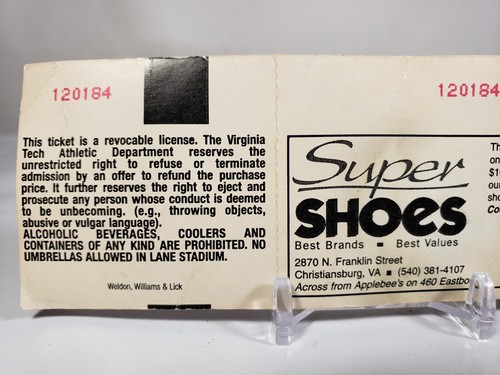 120184
This ticket is a revocable license. The Virginia
Tech Athletic Department reserves the
unrestricted right to refuse or terminate
admission by an offer to refund the purchase
price. It further reserves the right to eject and
prosecute any person whose conduct is deemed
to be unbecoming. (e.g., throwing objects,
abusive or vulgar language).
ALCOHOLIC BEVERAGES, COOLERS AND
CONTAINERS OF ANY KIND ARE PROHIBITED. NO
UMBRELLAS ALLOWED IN LANE STADIUM.
Weldon, Williams & Lick
120184
Super
SHOES
Best Brands ■ Best Values
2870 N. Franklin Street
Christiansburg, VA ■ (540) 381-4107
Across from Applebee's on 460 Eastbo